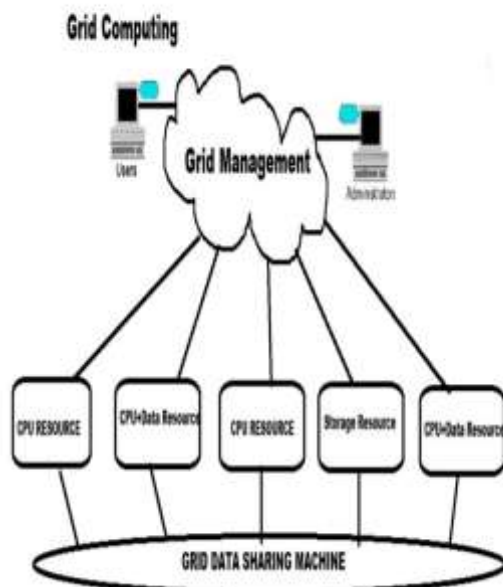 Grid Computing
Grid Management
Users
Administration
CPU RESOURCE
CPU+Data Resource
CPU RESOURCE
Storage Resource
CPU+Data Resource
GRID DATA SHARING MACHINE